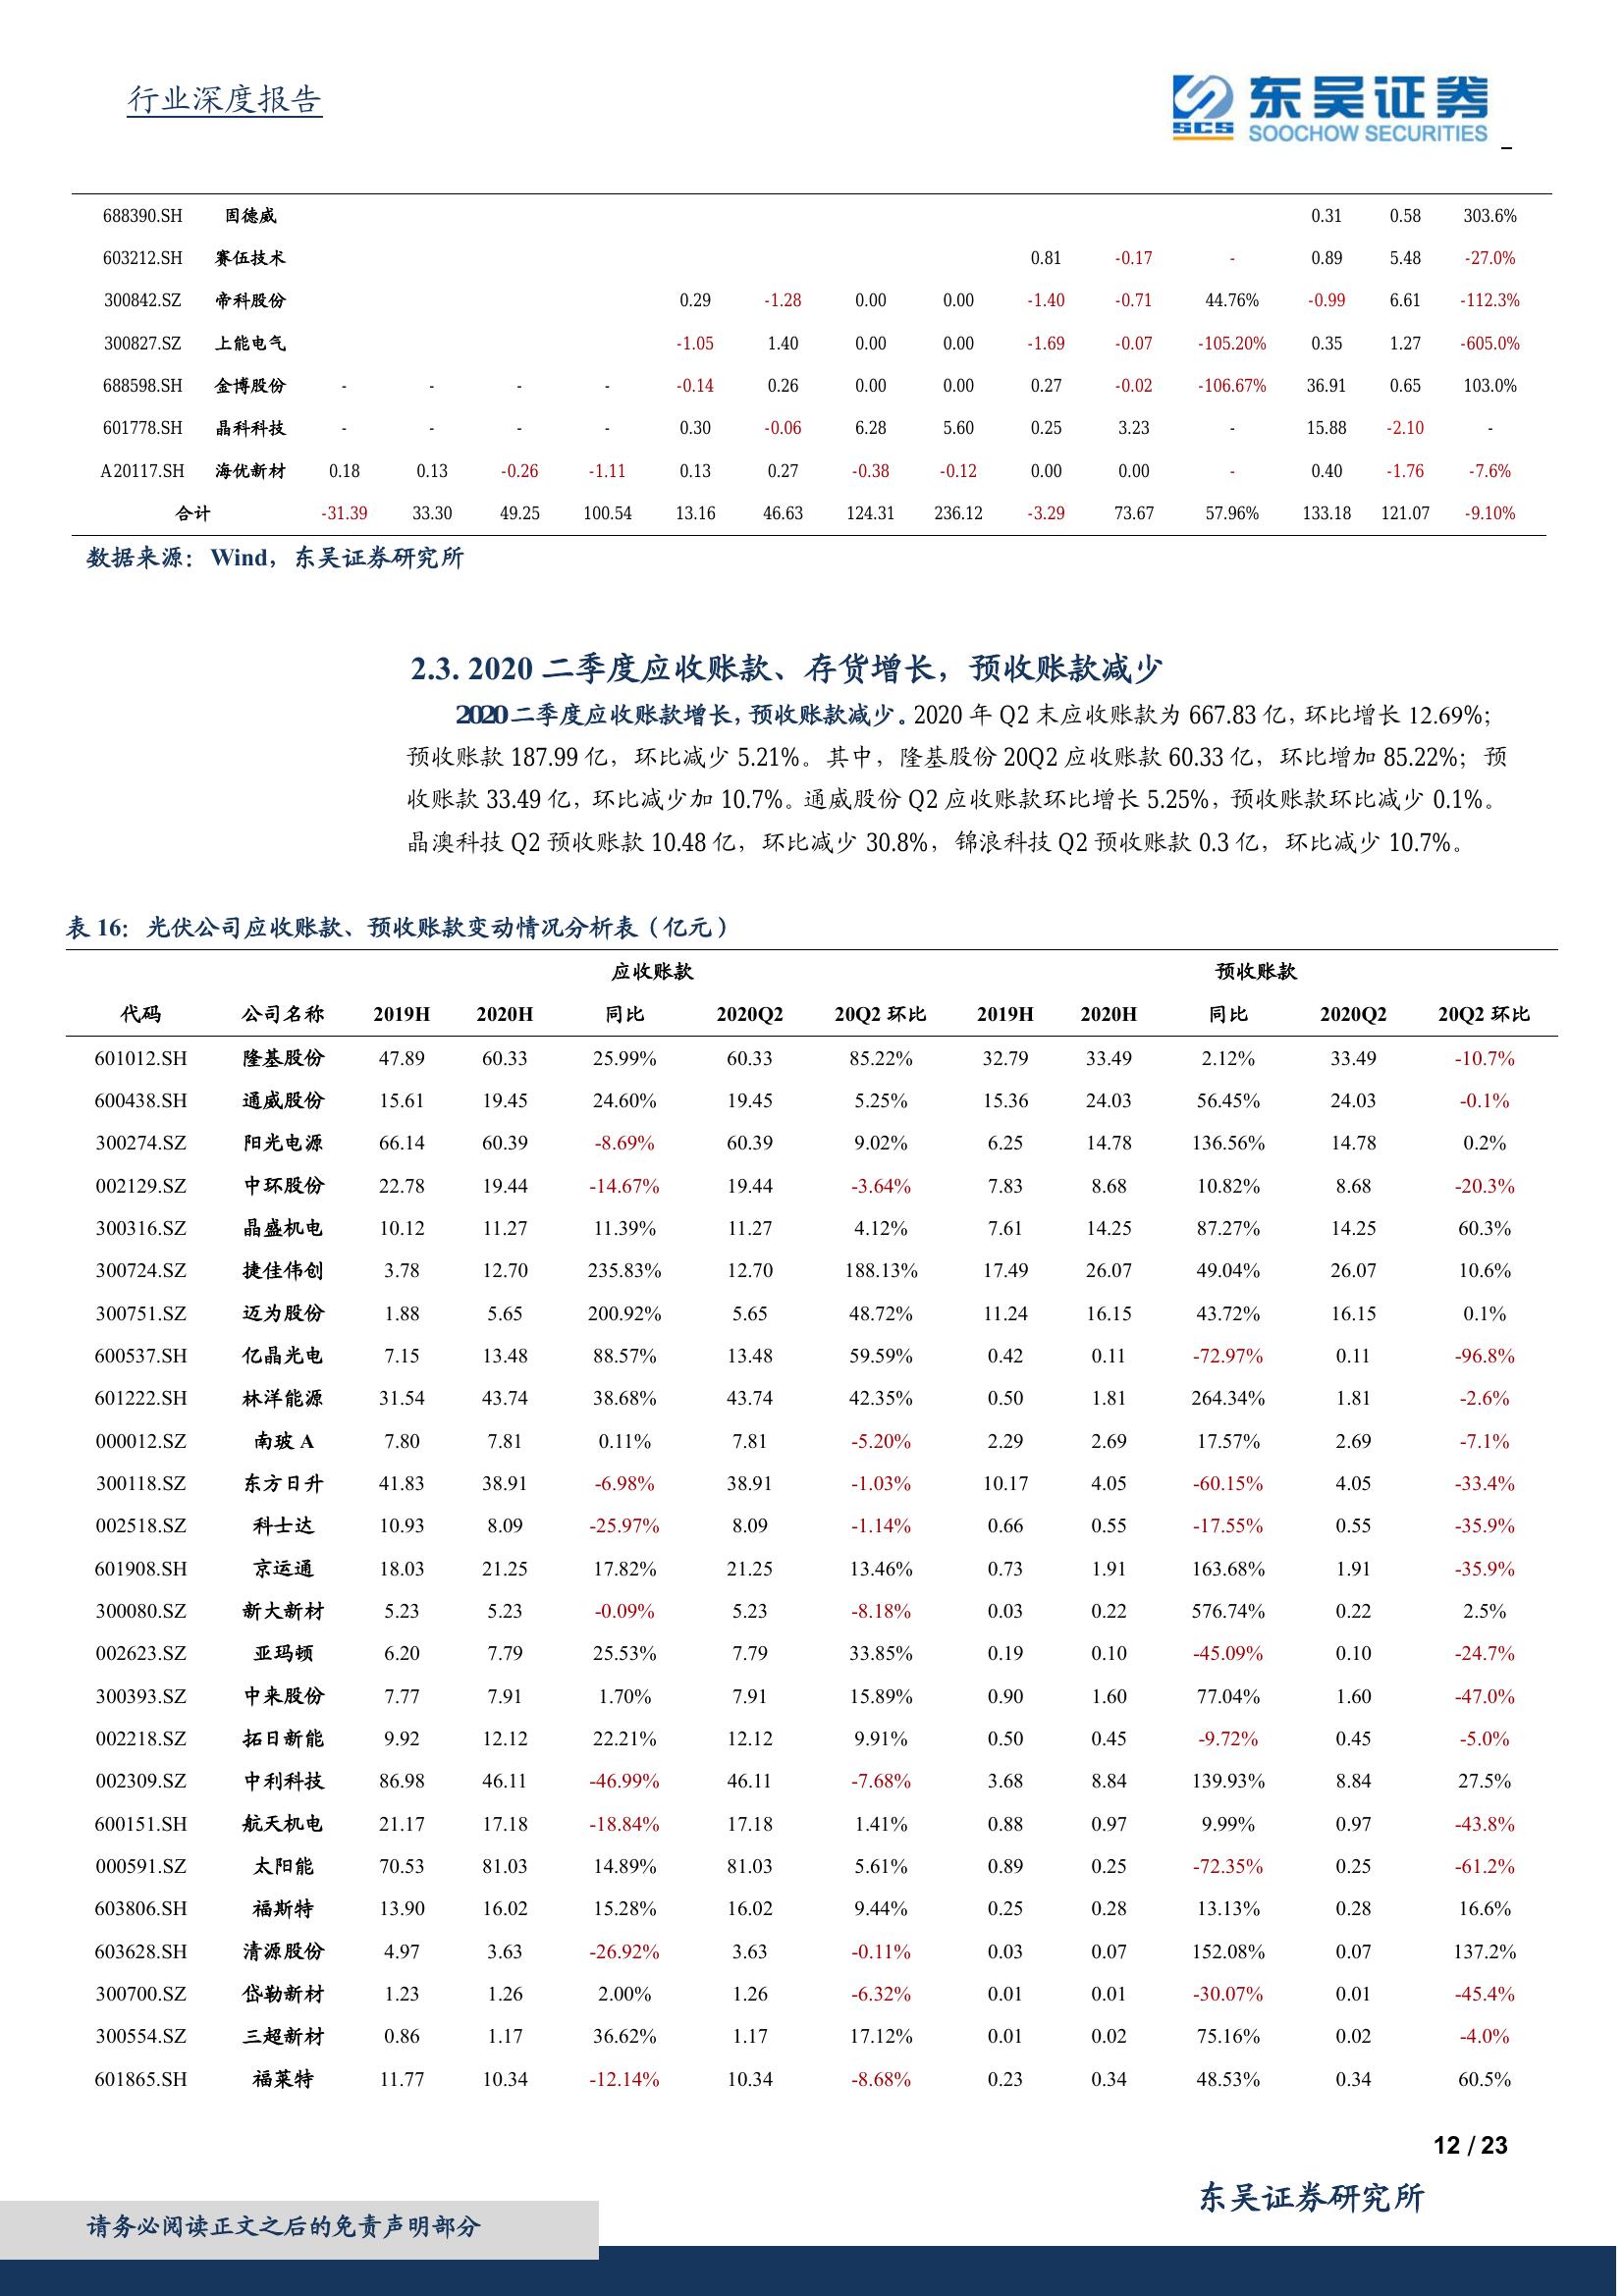 行业深度报告
SCS 东吴证券
SOOCHOW SECURITIES
688390.SH 固德威 0.31 0.58 303.6%
603212.SH 赛伍技术 0.81 -0.17 - 0.89 5.48 -27.0%
300842.SZ 帝科股份 0.29 -1.28 0.00 0.00 -1.40 -0.71 44.76% -0.99 6.61 -112.3%
300827.SZ 上能电气 -1.05 1.40 0.00 0.00 -1.69 -0.07 -105.20% 0.35 1.27 -605.0%
688598.SH 金博股份 - - - - -0.14 0.26 0.00 0.00 0.27 -0.02 -106.67% 36.91 0.65 103.0%
601778.SH 晶科科技 - - - - 0.30 -0.06 6.28 5.60 0.25 3.23 - 15.88 -2.10 -
A20117.SH 海优新材 0.18 0.13 -0.26 -1.11 0.13 0.27 -0.38 -0.12 0.00 0.00 - 0.40 -1.76 -7.6%
合计 -31.39 33.30 49.25 100.54 13.16 46.63 124.31 236.12 -3.29 73.67 57.96% 133.18 121.07 -9.10%
数据来源：Wind，东吴证券研究所
2.3. 2020 二季度应收账款、存货增长，预收账款减少
2020 二季度应收账款增长，预收账款减少。2020 年 Q2 末应收账款为 667.83 亿，环比增长 12.69%；
预收账款 187.99 亿，环比减少 5.21%。其中，隆基股份 20Q2 应收账款 60.33 亿，环比增加 85.22%；预
收账款 33.49 亿，环比减少加 10.7%。通威股份 Q2 应收账款环比增长 5.25%，预收账款环比减少 0.1%。
晶澳科技 Q2 预收账款 10.48 亿，环比减少 30.8%，锦浪科技 Q2 预收账款 0.3 亿，环比减少 10.7%。
表 16：光伏公司应收账款、预收账款变动情况分析表（亿元）
应收账款 预收账款
代码 公司名称 2019H 2020H 同比 2020Q2 20Q2 环比 2019H 2020H 同比 2020Q2 20Q2 环比
601012.SH 隆基股份 47.89 60.33 25.99% 60.33 85.22% 32.79 33.49 2.12% 33.49 -10.7%
600438.SH 通威股份 15.61 19.45 24.60% 19.45 5.25% 15.36 24.03 56.45% 24.03 -0.1%
300274.SZ 阳光电源 66.14 60.39 -8.69% 60.39 9.02% 6.25 14.78 136.56% 14.78 0.2%
002129.SZ 中环股份 22.78 19.44 -14.67% 19.44 -3.64% 7.83 8.68 10.82% 8.68 -20.3%
300316.SZ 晶盛机电 10.12 11.27 11.39% 11.27 4.12% 7.61 14.25 87.27% 14.25 60.3%
300724.SZ 捷佳伟创 3.78 12.70 235.83% 12.70 188.13% 17.49 26.07 49.04% 26.07 10.6%
300751.SZ 迈为股份 1.88 5.65 200.92% 5.65 48.72% 11.24 16.15 43.72% 16.15 0.1%
600537.SH 亿晶光电 7.15 13.48 88.57% 13.48 59.59% 0.42 0.11 -72.97% 0.11 -96.8%
601222.SH 林洋能源 31.54 43.74 38.68% 43.74 42.35% 0.50 1.81 264.34% 1.81 -2.6%
000012.SZ 南玻 A 7.80 7.81 0.11% 7.81 -5.20% 2.29 2.69 17.57% 2.69 -7.1%
300118.SZ 东方日升 41.83 38.91 -6.98% 38.91 -1.03% 10.17 4.05 -60.15% 4.05 -33.4%
002518.SZ 科士达 10.93 8.09 -25.97% 8.09 -1.14% 0.66 0.55 -17.55% 0.55 -35.9%
601908.SH 京运通 18.03 21.25 17.82% 21.25 13.46% 0.73 1.91 163.68% 1.91 -35.9%
300080.SZ 新大新材 5.23 5.23 -0.09% 5.23 -8.18% 0.03 0.22 576.74% 0.22 2.5%
002623.SZ 亚玛顿 6.20 7.79 25.53% 7.79 33.85% 0.19 0.10 -45.09% 0.10 -24.7%
300393.SZ 中来股份 7.77 7.91 1.70% 7.91 15.89% 0.90 1.60 77.04% 1.60 -47.0%
002218.SZ 拓日新能 9.92 12.12 22.21% 12.12 9.91% 0.50 0.45 -9.72% 0.45 -5.0%
002309.SZ 中利科技 86.98 46.11 -46.99% 46.11 -7.68% 3.68 8.84 139.93% 8.84 27.5%
600151.SH 航天机电 21.17 17.18 -18.84% 17.18 1.41% 0.88 0.97 9.99% 0.97 -43.8%
000591.SZ 太阳能 70.53 81.03 14.89% 81.03 5.61% 0.89 0.25 -72.35% 0.25 -61.2%
603806.SH 福斯特 13.90 16.02 15.28% 16.02 9.44% 0.25 0.28 13.13% 0.28 16.6%
603628.SH 清源股份 4.97 3.63 -26.92% 3.63 -0.11% 0.03 0.07 152.08% 0.07 137.2%
300700.SZ 岱勒新材 1.23 1.26 2.00% 1.26 -6.32% 0.01 0.01 -30.07% 0.01 -45.4%
300554.SZ 三超新材 0.86 1.17 36.62% 1.17 17.12% 0.01 0.02 75.16% 0.02 -4.0%
601865.SH 福莱特 11.77 10.34 -12.14% 10.34 -8.68% 0.23 0.34 48.53% 0.34 60.5%
12 / 23
东吴证券研究所
请务必阅读正文之后的免责声明部分